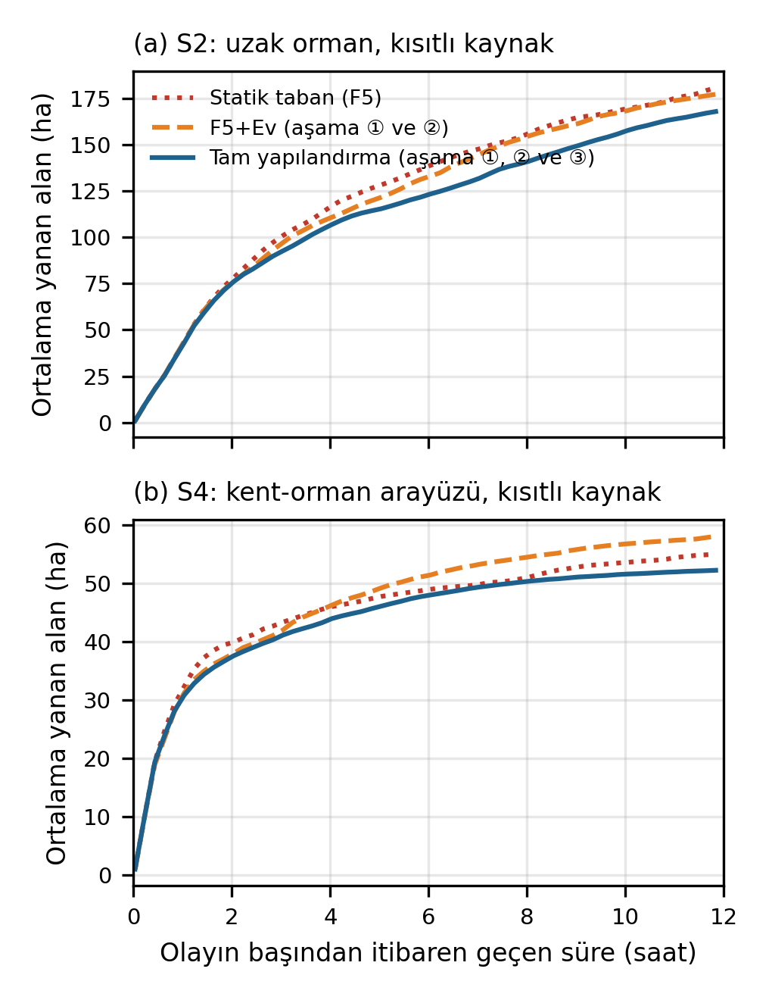 (a) S2: uzak orman, kısıtlı kaynak
Ortalama yanan alan (ha)
175
150
125
100
75
50
25
0
Statik taban (F5)
F5+Ev (aşama ① ve ②)
Tam yapılandırma (aşama ①, ② ve ③)
(b) S4: kent-orman arayüzü, kısıtlı kaynak
Ortalama yanan alan (ha)
60
50
40
30
20
10
0
0 2 4 6 8 10 12
Olayın başından itibaren geçen süre (saat)